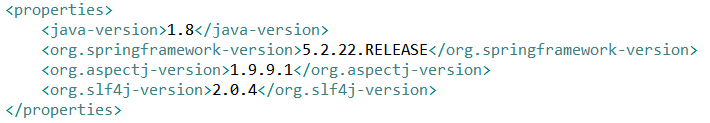 <properties>
    <java-version>1.8</java-version>
    <org.springframework-version>5.2.22.RELEASE</org.springframework-version>
    <org.aspectj-version>1.9.9.1</org.aspectj-version>
    <org.slf4j-version>2.0.4</org.slf4j-version>
</properties>